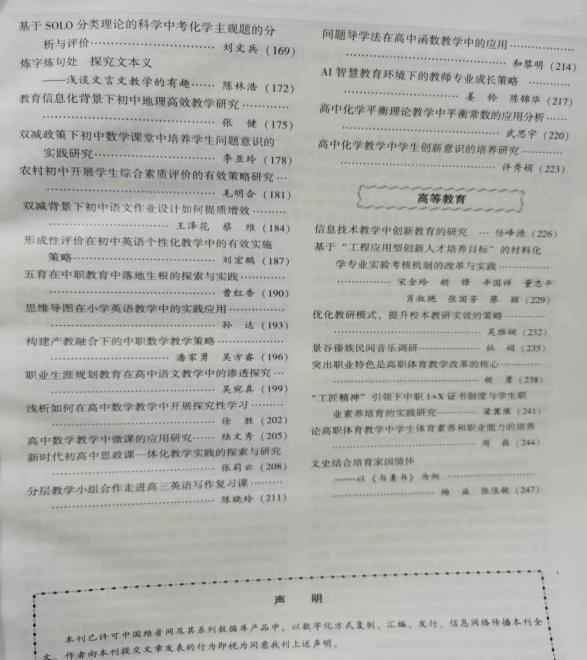 基于 SOLO 分类理论的科学中考化学主观题的分
析与评价………………… 刘文兵 (169)
炼字炼句处 探究文本义
——浅谈文言文教学的有趣…… 陈林浩 (172)
教育信息化背景下初中地理高效教学研究…………
………………………… 张 健 (175)
双减政策下初中数学课堂中培养学生问题意识的
实践研究………………… 李亚玲 (178)
农村初中开展学生综合素质评价的有效策略研究…
………………………… 毛明合 (181)
双减背景下初中语文作业设计如何提质增效………
………………… 王泽花 蔡 维 (184)
形成性评价在初中英语个性化教学中的有效实施
策略…………………… 刘宏鹏 (187)
五育在中职教育中落地生根的探索与实践…………
………………………… 曹红香 (190)
思维导图在小学英语教学中的实践应用……………
………………………… 孙 达 (193)
构建产教融合下的中职数学教学策略………………
………………… 潘家勇 吴方睿 (196)
职业生涯规划教育在高中语文教学中的渗透探究…
………………………… 吴宛真 (199)
浅析如何在高中数学教学中开展探究性学习………
………………………… 徐 胜 (202)
高中数学教学中微课的应用研究…… 陆文秀 (205)
新时代初高中思政课一体化教学实践的探索与研究
………………………… 张莉云 (208)
分层教学小组合作走进高三英语写作复习课………
………………………… 陈晓玲 (211)
问题导学法在高中函数教学中的应用………………
………………………… 和黎明 (214)
AI 智慧教育环境下的教师专业成长策略 …………
………………… 姜 铃 陈锦华 (217)
高中化学平衡理论教学中平衡常数的应用分析……
………………………… 武思宇 (220)
高中化学教学中学生创新意识的培养研究…………
………………………… 许秀娟 (223)
高等教育
信息技术教学中创新教育的研究 … 任峰德 (226)
基于“工程应用型创新人才培养目标”的材料化
学专业实验考核机制的改革与实践……………
………… 宋金玲 胡 锋 辛国祥 董忠平
肖淑艳 张国芳 蔡 颖 (229)
优化教研模式，提升校本教研实效的策略…………
………………………… 吴雅娴 (232)
景谷傣族民间音乐调研…………… 杜 娟 (235)
突出职业特色是高职体育教学改革的核心…………
………………………… 姚 勇 (238)
“工匠精神”引领下中职 1+X 证书制度与学生职
业素养培育的实践研究………… 梁冀獴 (241)
论高职体育教学中学生体育素养和职业能力的培养
………………………… 周 薇 (244)
文史结合培育家国情怀
——以《与妻书》为例 ……………………
………………… 杨 焱 张佳敏 (247)
声 明
本刊已许可中国维普网及其系列数据库产品中，以数字化方式复制、汇编、发行、信息网络传播本刊全
文。作者向本刊提交文章发表的行为即视为同意我刊上述声明。